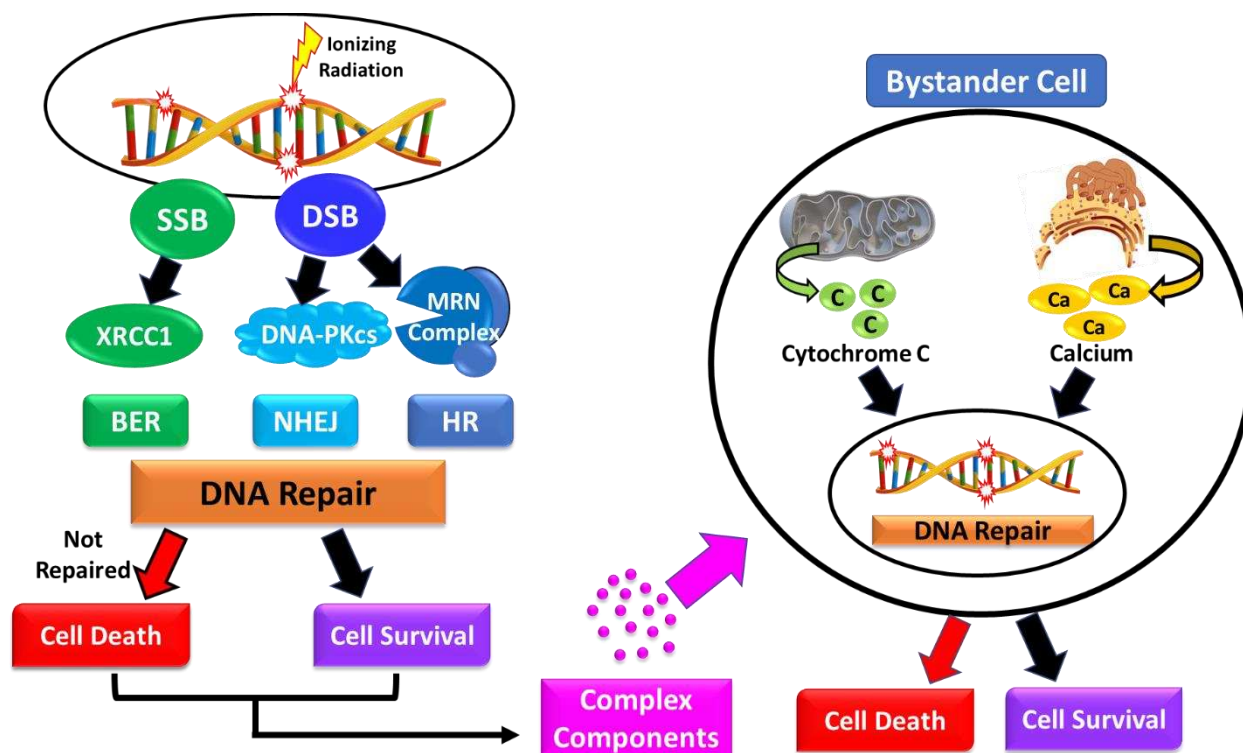 Ionizing
Radiation
SSB
DSB
XRCC1
DNA-PKcs
MRN
Complex
BER
NHEJ
HR
DNA Repair
Not
Repaired
Cell Death
Cell Survival
Complex
Components
Bystander Cell
C
C
C
Cytochrome C
Ca
Ca
Ca
Calcium
DNA Repair
Cell Death
Cell Survival